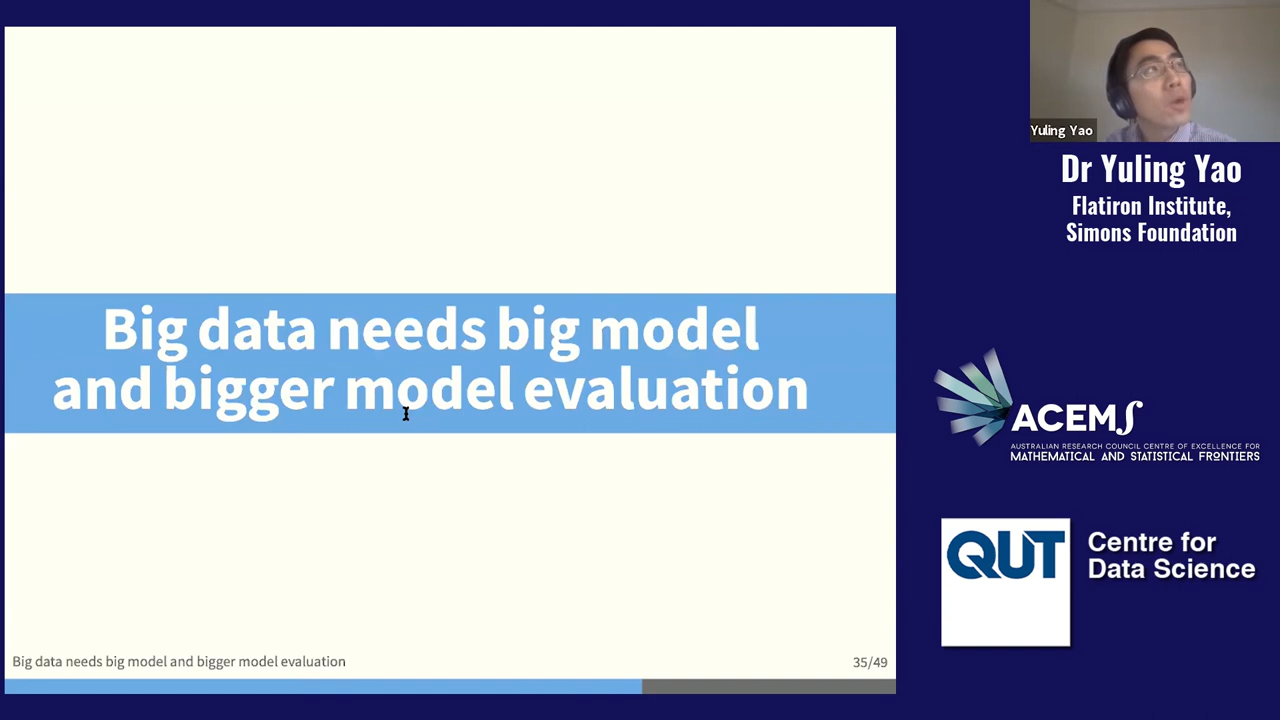 Big data needs big model
and bigger model evaluation
Big data needs big model and bigger model evaluation
35/49
Yuling Yao
Dr Yuling Yao
Flatiron Institute,
Simons Foundation
ACEMS
AUSTRALIAN RESEARCH COUNCIL CENTRE OF EXCELLENCE FOR
MATHEMATICAL AND STATISTICAL FRONTIERS
QUT
Centre for
Data Science